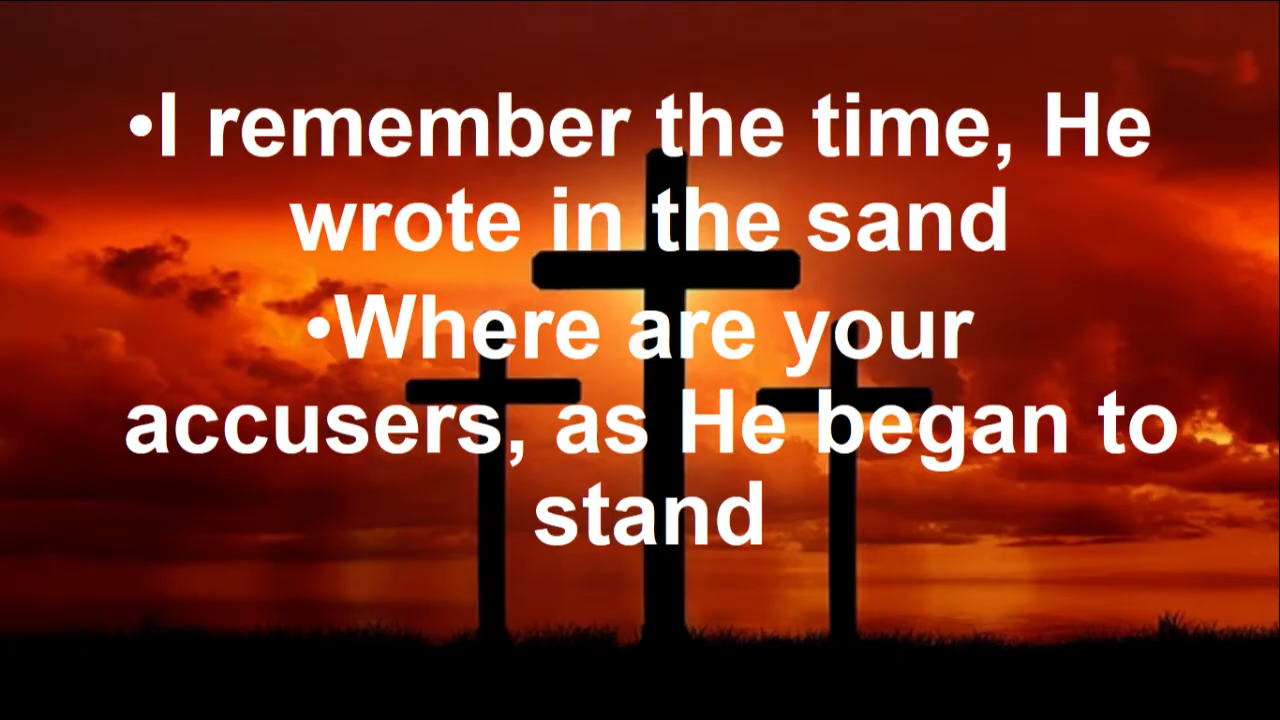 •I remember the time, He
wrote in the sand
•Where are your
accusers, as He began to
stand